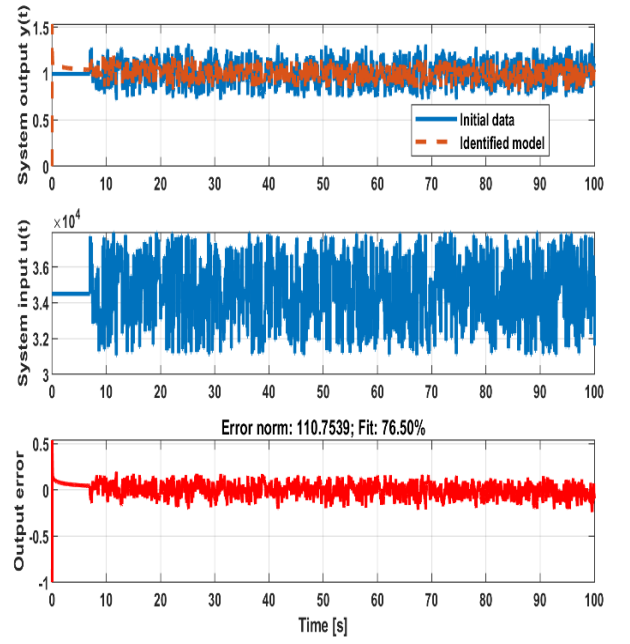 System output y(t)
1.5
1
0.5
0
Initial data
Identified model
0 10 20 30 40 50 60 70 80 90 100
×10⁴
System input u(t)
3.6
3.4
3.2
3
0 10 20 30 40 50 60 70 80 90 100
Error norm: 110.7539; Fit: 76.50%
Output error
0.5
0
-0.5
-1
0 10 20 30 40 50 60 70 80 90 100
Time [s]